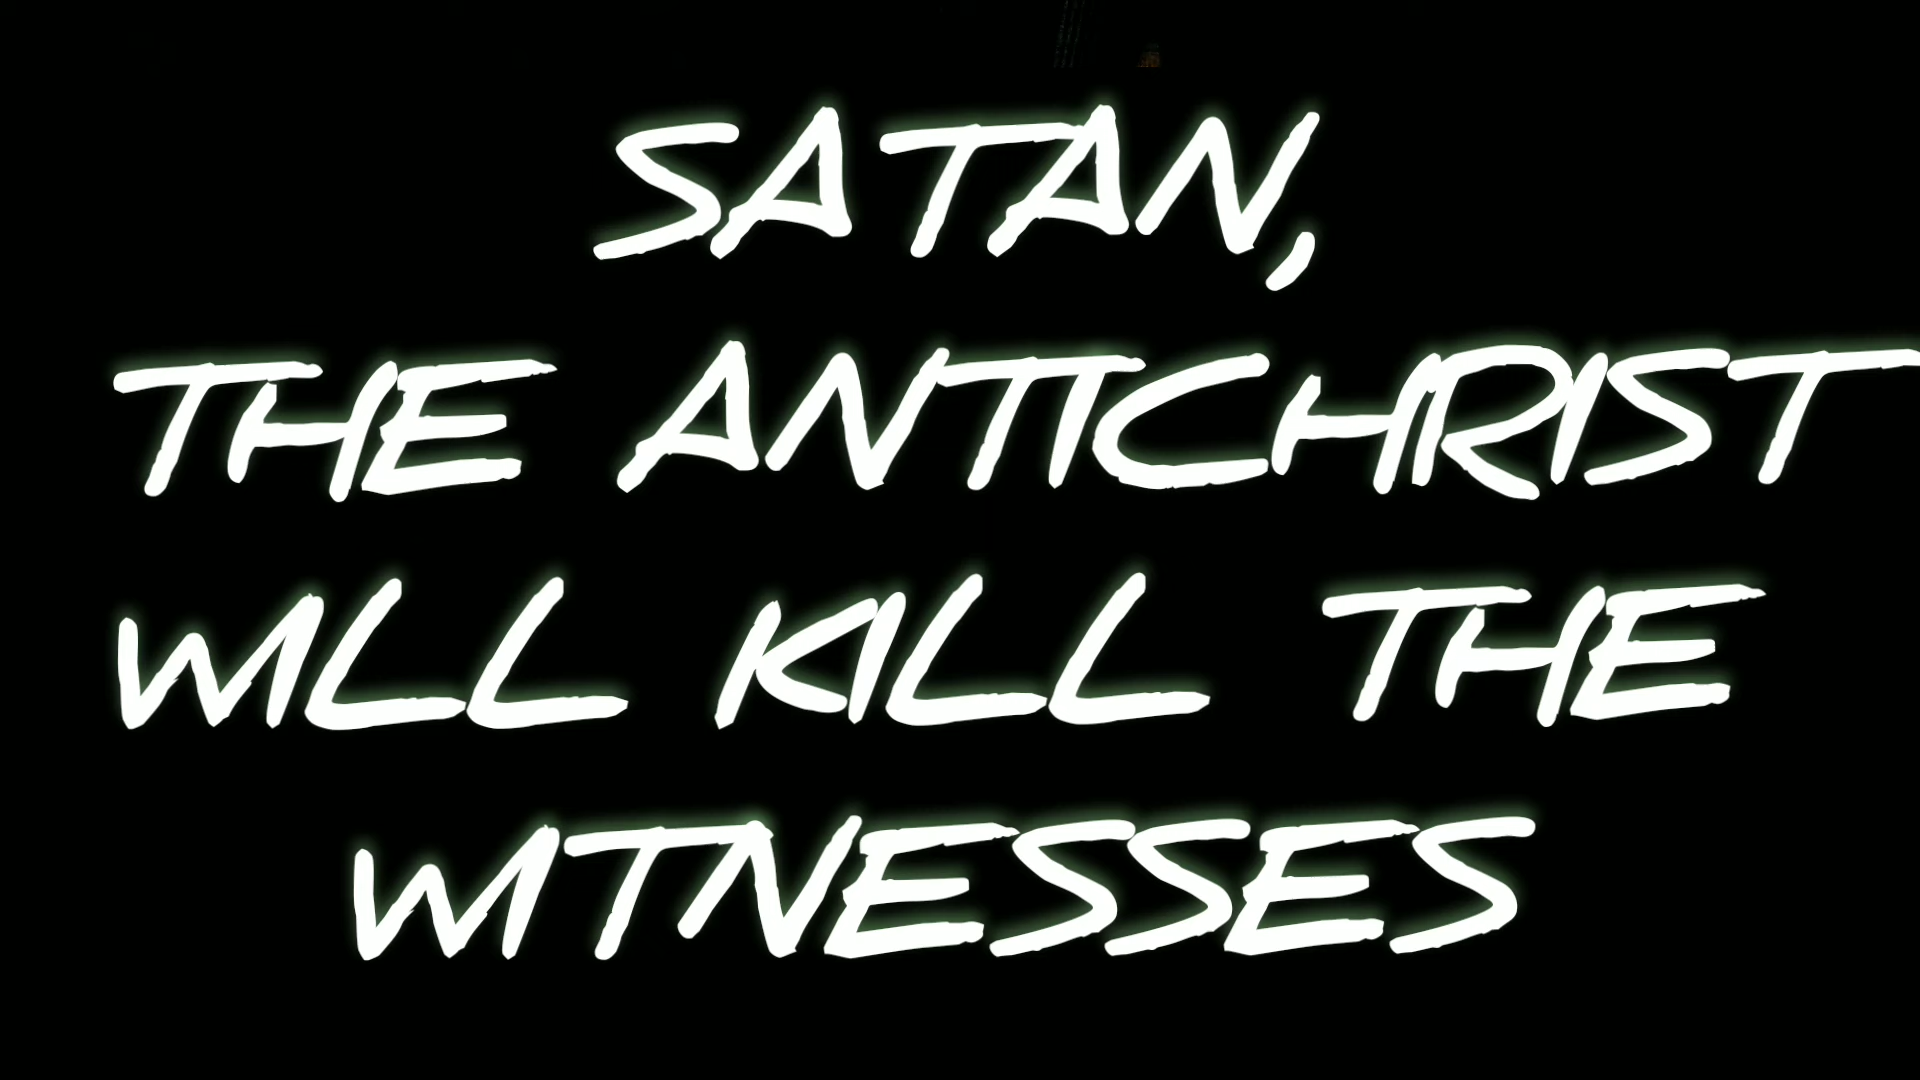 SATAN,
THE ANTICHRIST
WILL KILL THE
WITNESSES